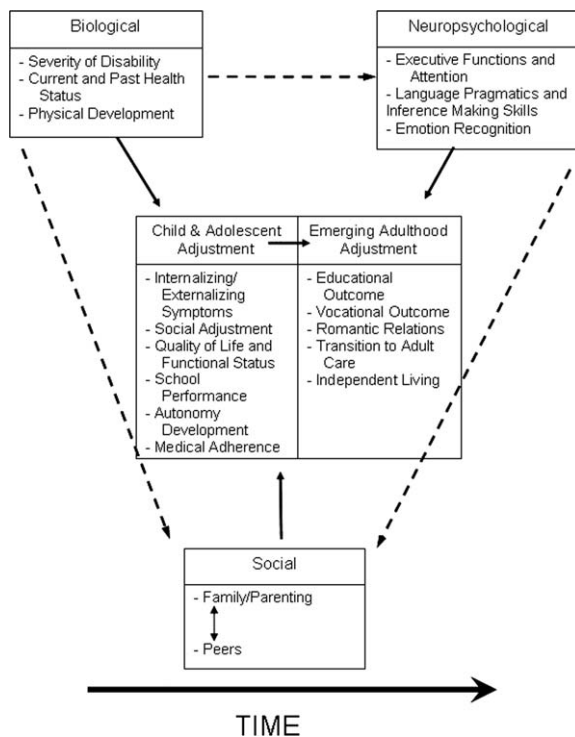 Biological
- Severity of Disability
- Current and Past Health
Status
- Physical Development
Neuropsychological
- Executive Functions and
Attention
- Language Pragmatics and
Inference Making Skills
- Emotion Recognition
Child & Adolescent
Adjustment
- Internalizing/
Externalizing
Symptoms
- Social Adjustment
- Quality of Life and
Functional Status
- School
Performance
- Autonomy
Development
- Medical Adherence
Emerging Adulthood
Adjustment
- Educational
Outcome
- Vocational Outcome
- Romantic Relations
- Transition to Adult
Care
- Independent Living
Social
- Family/Parenting
- Peers
TIME